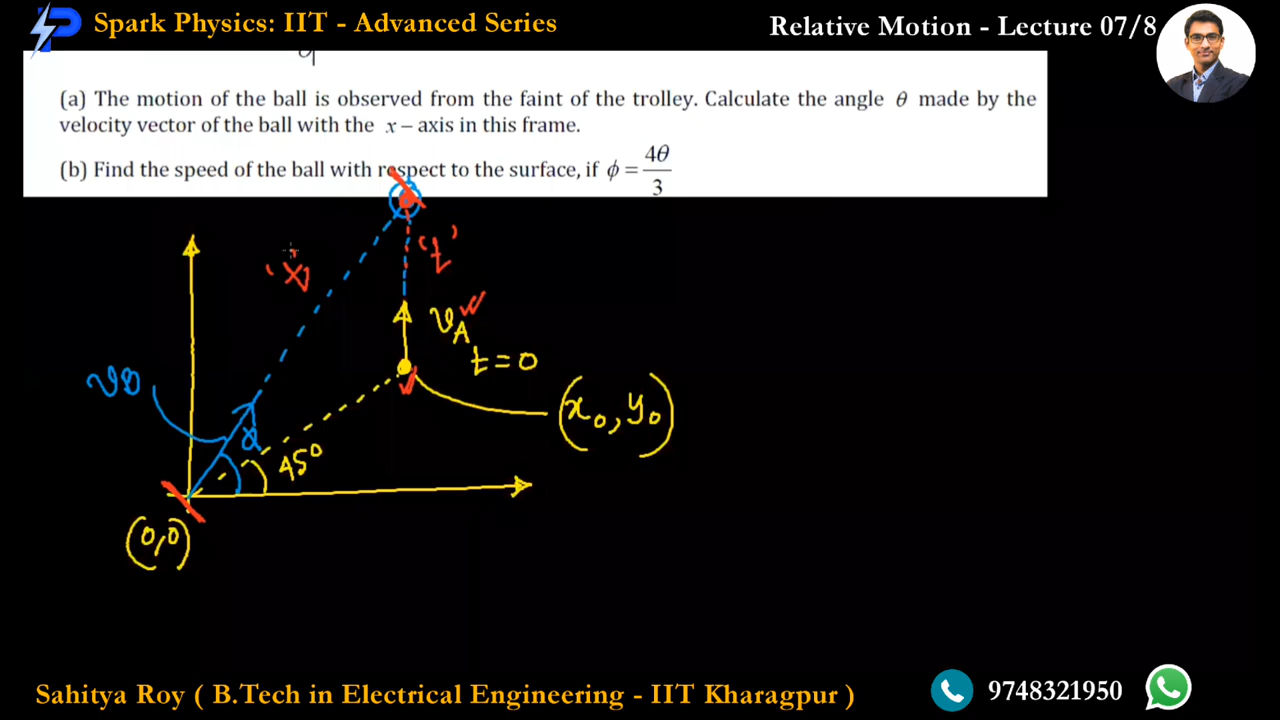 Spark Physics: IIT - Advanced Series
Relative Motion - Lecture 07/8
(a) The motion of the ball is observed from the faint of the trolley. Calculate the angle θ made by the
velocity vector of the ball with the x – axis in this frame.
(b) Find the speed of the ball with respect to the surface, if ϕ = 4θ/3
't'
't'
v_A
t=0
v_B
(x₀, y₀)
α
45°
(0,0)
Sahitya Roy ( B.Tech in Electrical Engineering - IIT Kharagpur )
9748321950